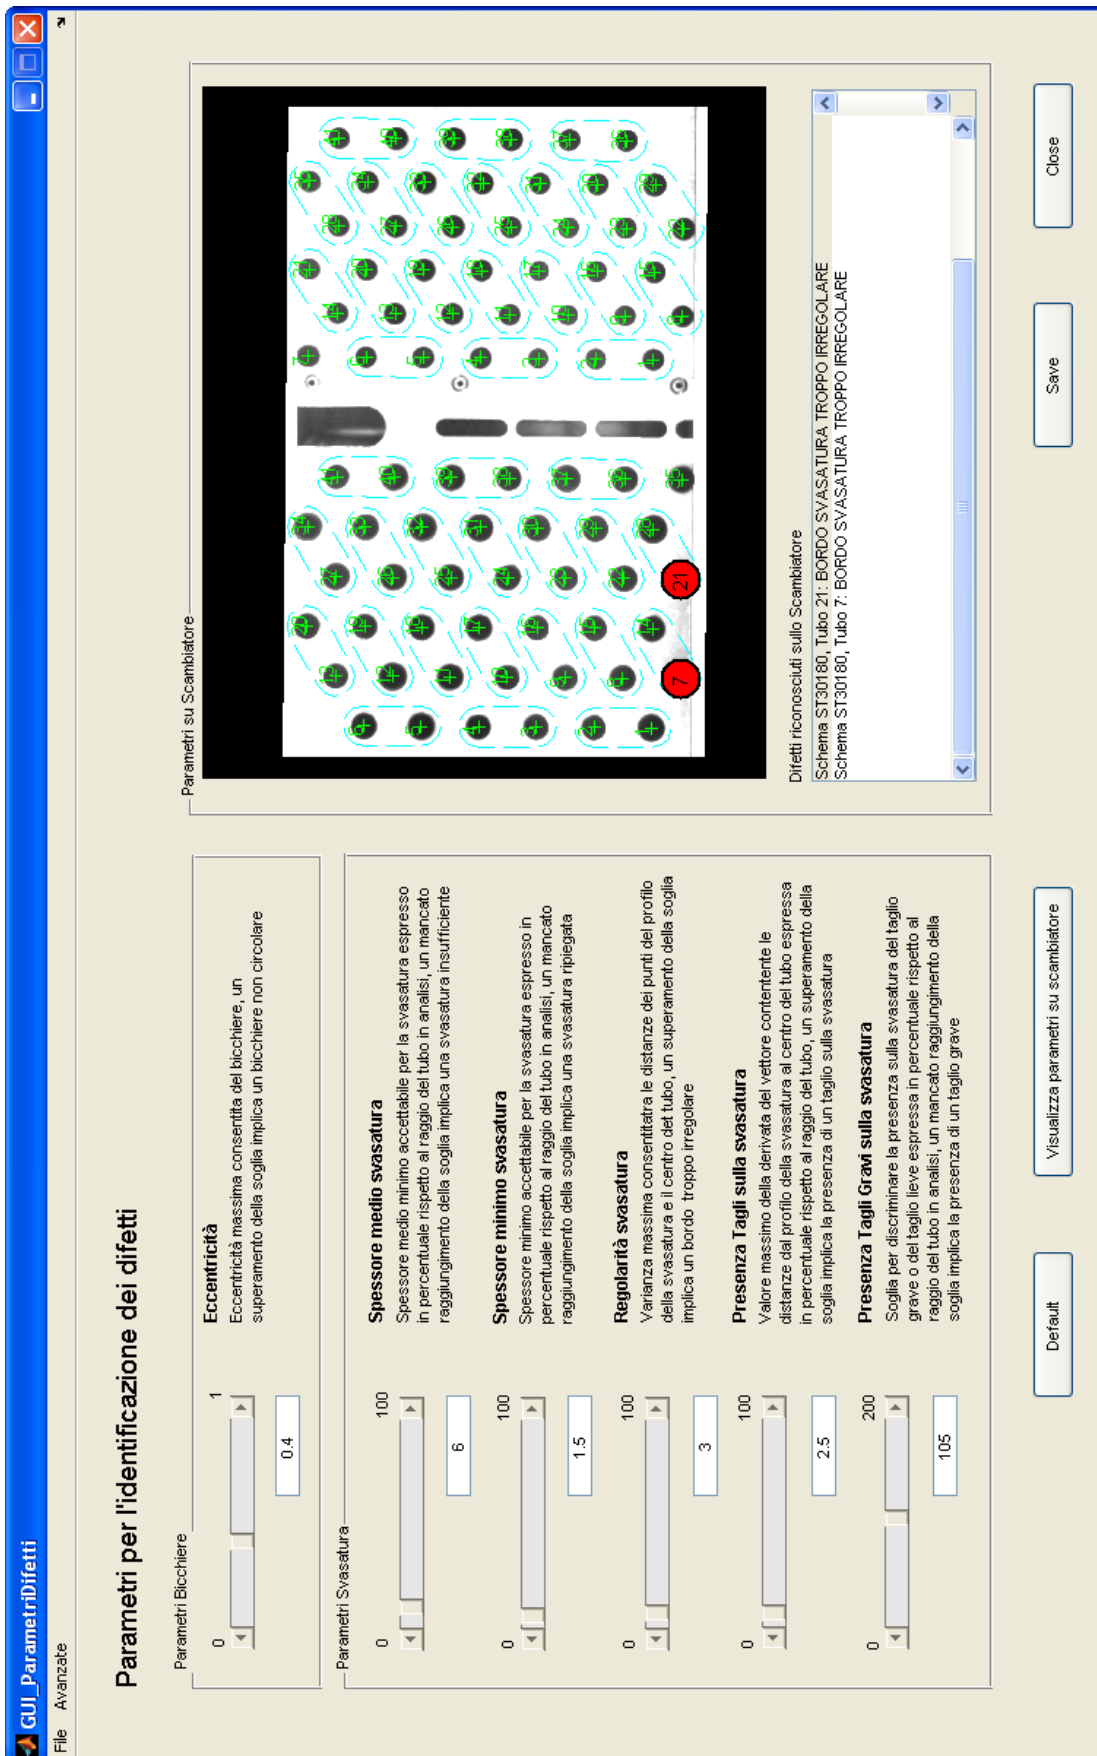 GUI_ParametriDifetti
File Avanzate
Parametri per l'identificazione dei difetti
Parametri Bicchiere
0
1
0.4
Eccentricità
Eccentricità massima consentita del bicchiere, un
superamento della soglia implica un bicchiere non circolare
Parametri Svasatura
0
100
6
Spessore medio svasatura
Spessore medio minimo accettabile per la svasatura espresso
in percentuale rispetto al raggio del tubo in analisi, un mancato
raggiungimento della soglia implica una svasatura insufficiente
0
100
1.5
Spessore minimo svasatura
Spessore minimo accettabile per la svasatura espresso in
percentuale rispetto al raggio del tubo in analisi, un mancato
raggiungimento della soglia implica una svasatura ripiegata
0
100
3
Regolarità svasatura
Varianza massima consentitatra le distanze dei punti del profilo
della svasatura e il centro det tubo, un superamento della soglia
implica un bordo troppo irregolare
0
100
2.5
Presenza Tagli sulla svasatura
Valore massimo della derivata del vettore contentente le
distanze dal profilo della svasatura al centro del tubo espressa
in percentuale rispetto al raggio del tubo, un superamento della
soglia implica la presenza di un taglio sulla svasatura
0
200
105
Presenza Tagli Gravi sulla svasatura
Soglia per discriminare la presenza sulla svasatura del taglio
grave o del taglio lieve espressa in percentuale rispetto al
raggio del tubo in analisi, un mancato raggiungimento della
soglia implica la presenza di un taglio grave
Parametri su Scambiatore
7
21
Difetti riconosciuti sullo Scambiatore
Schema ST30180, Tubo 21: BORDO SVASATURA TROPPO IRREGOLARE
Schema ST30180, Tubo 7: BORDO SVASATURA TROPPO IRREGOLARE
Default
Visualizza parametri su scambiatore
Save
Close